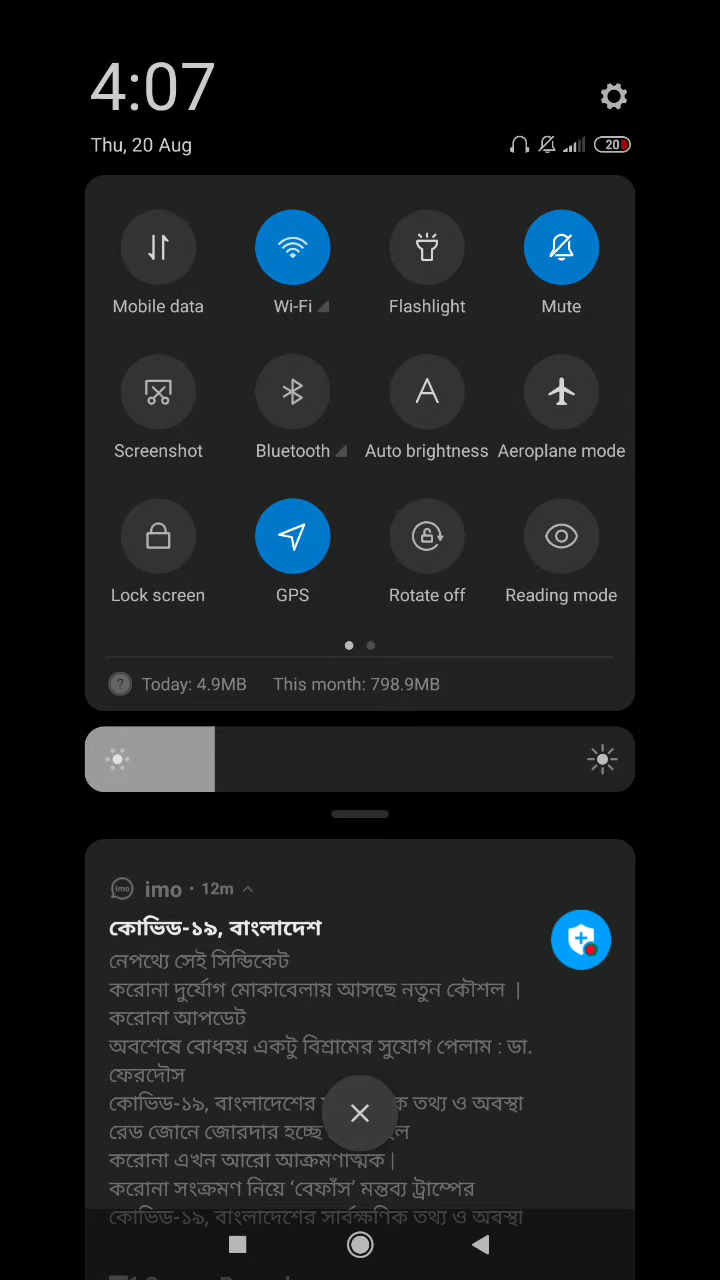 4:07
Thu, 20 Aug
20
Mobile data
Wi-Fi
Flashlight
Mute
Screenshot
Bluetooth
Auto brightness
Aeroplane mode
Lock screen
GPS
Rotate off
Reading mode
Today: 4.9MB This month: 798.9MB
imo • 12m
কোভিড-১৯, বাংলাদেশ
নেপথ্যে সেই সিন্ডিকেট
করোনা দুর্যোগ মোকাবেলায় আসছে নতুন কৌশল |
করোনা আপডেট
অবশেষে বোধহয় একটু বিশ্রামের সুযোগ পেলাম : ডা.
ফেরদৌস
কোভিড-১৯, বাংলাদেশের তথ্য ও অবস্থা
রেড জোনে জোরদার হচ্ছে
করোনা এখন আরো আক্রমণাত্মক |
করোনা সংক্রমণ নিয়ে ‘বেফাঁস’ মন্তব্য ট্রাম্পের
কোভিড-১৯, বাংলাদেশের সার্বক্ষণিক তথ্য ও অবস্থা